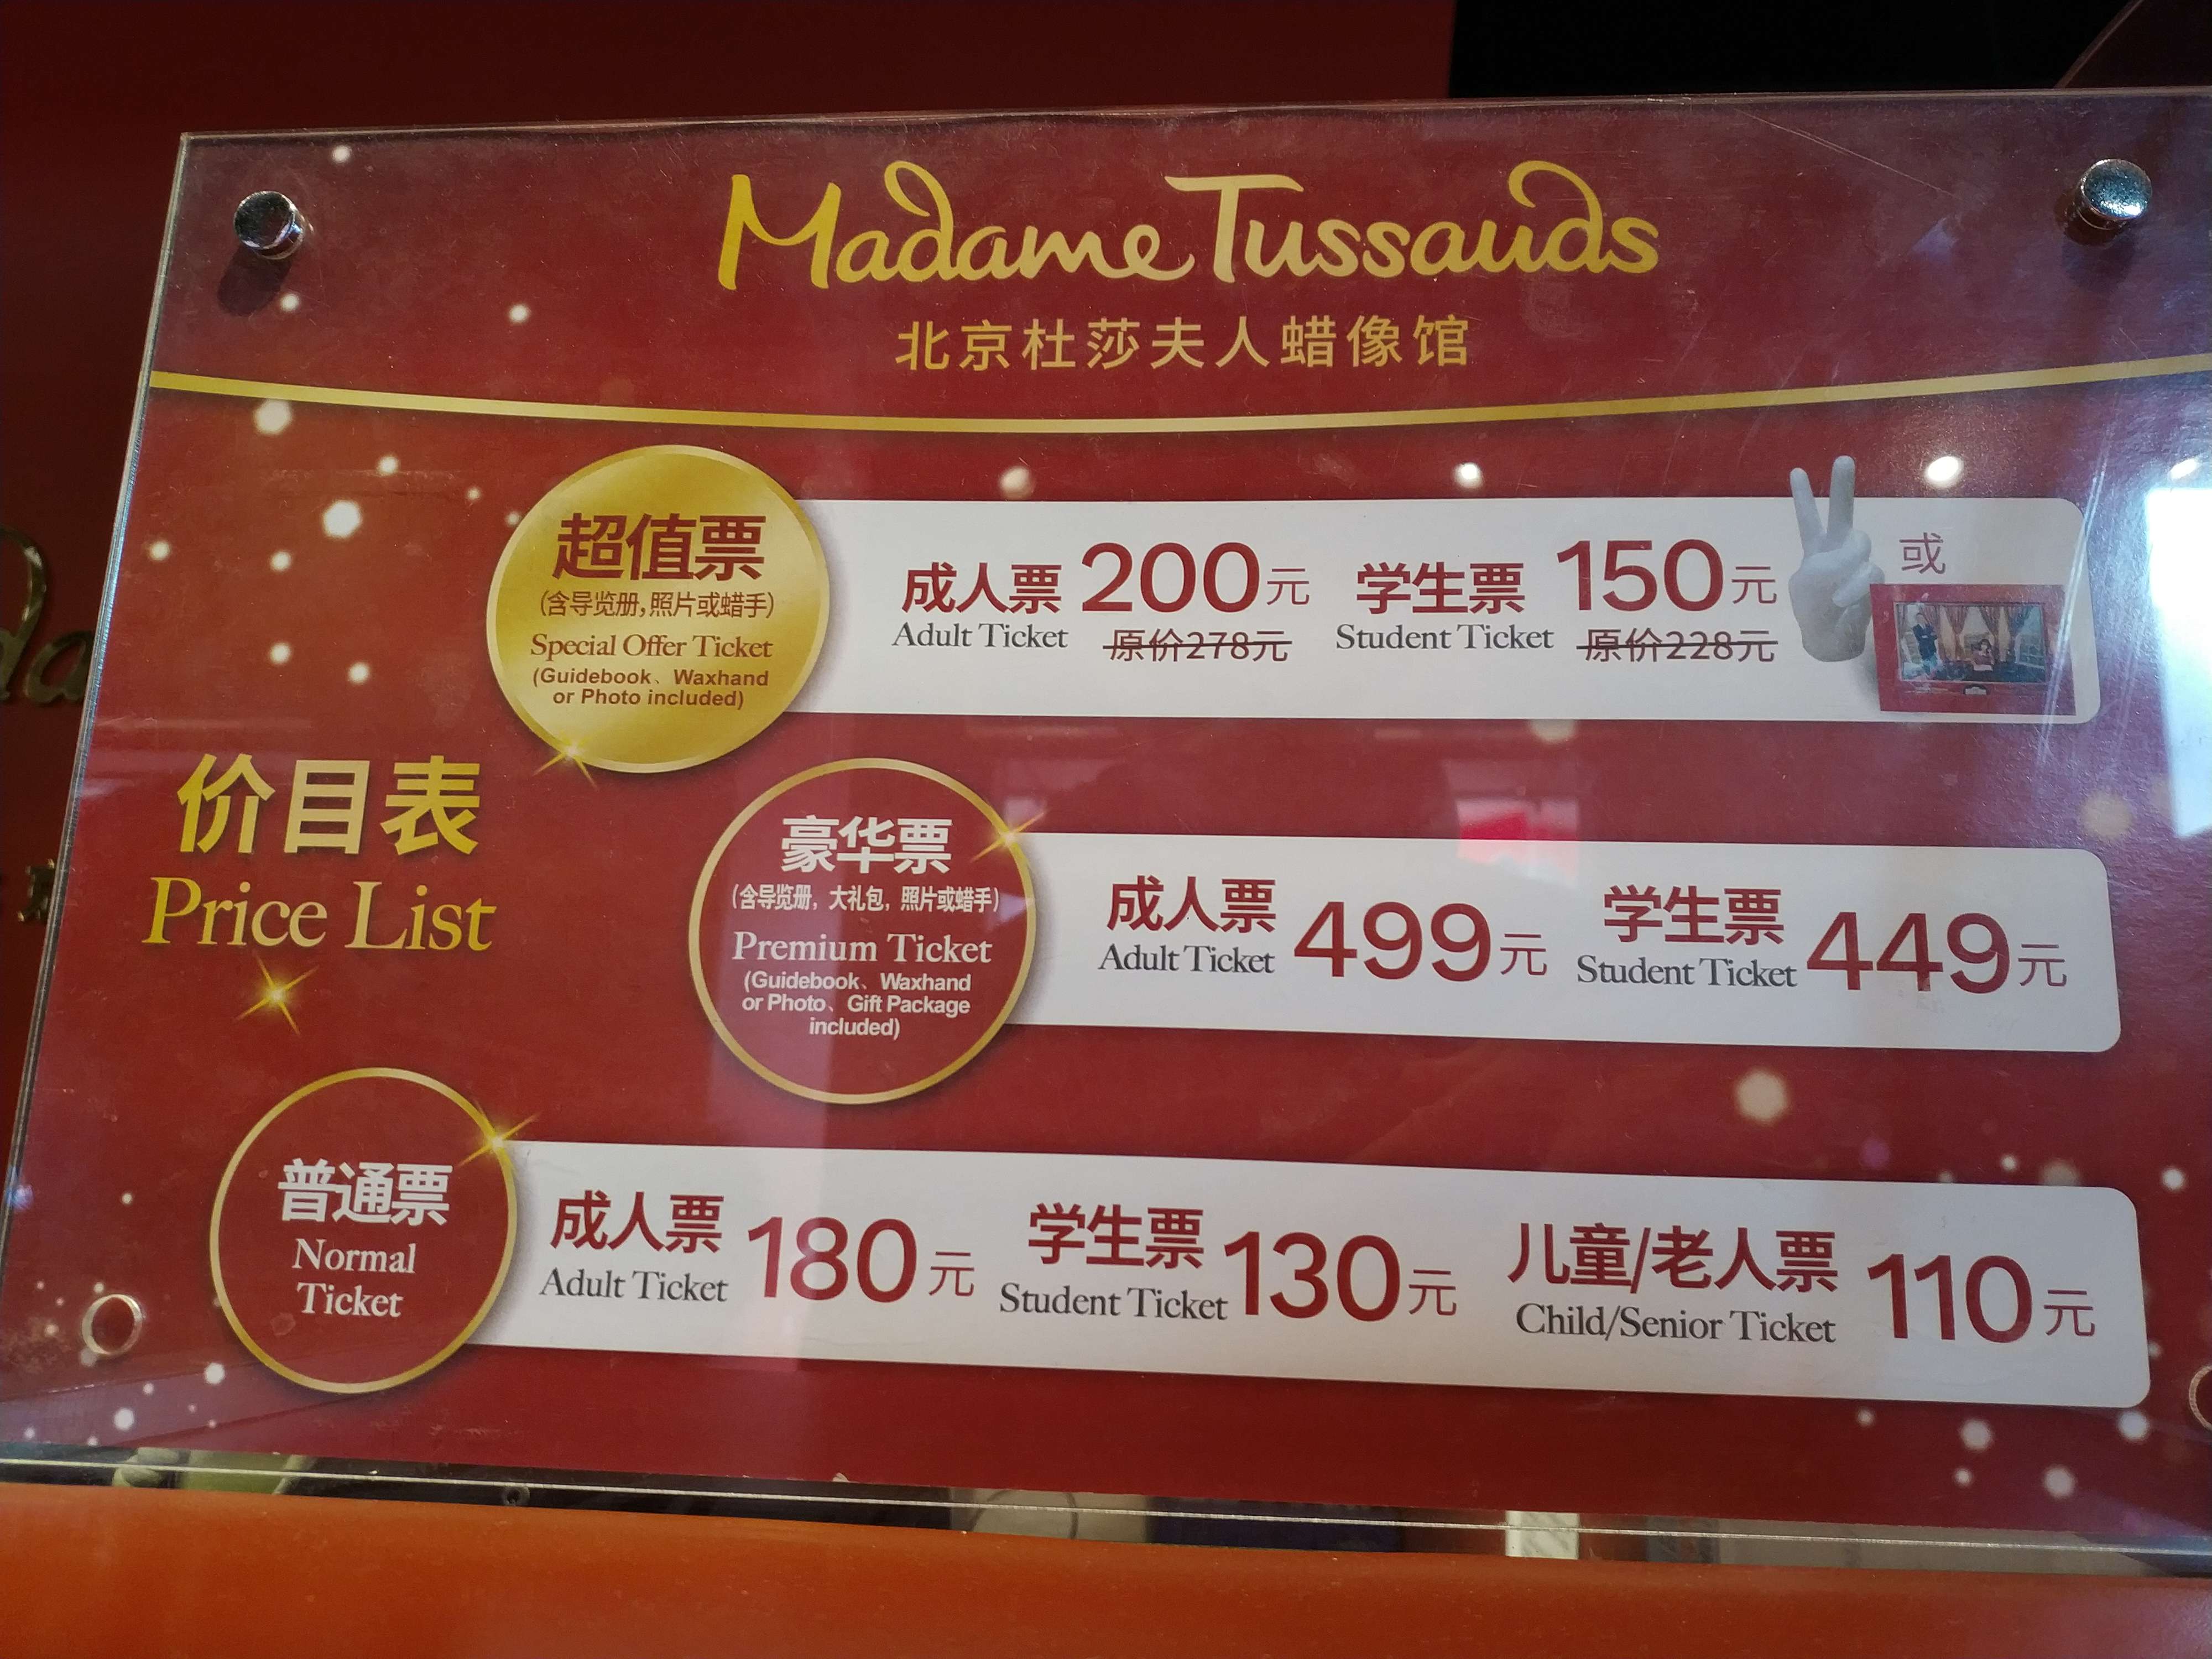 Madame Tussauds
北京杜莎夫人蜡像馆
超值票
(含导览册,照片或蜡手)
Special Offer Ticket
(Guidebook、Waxhand
or Photo included)
成人票 200元 学生票 150元
Adult Ticket 原价278元 Student Ticket 原价228元
或
价目表
Price List
豪华票
(含导览册，大礼包，照片或蜡手)
Premium Ticket
(Guidebook、Waxhand
or Photo、Gift Package
included)
成人票 499元 学生票 449元
Adult Ticket Student Ticket
普通票
Normal
Ticket
成人票 180元 学生票 130元 儿童/老人票 110元
Adult Ticket Student Ticket Child/Senior Ticket